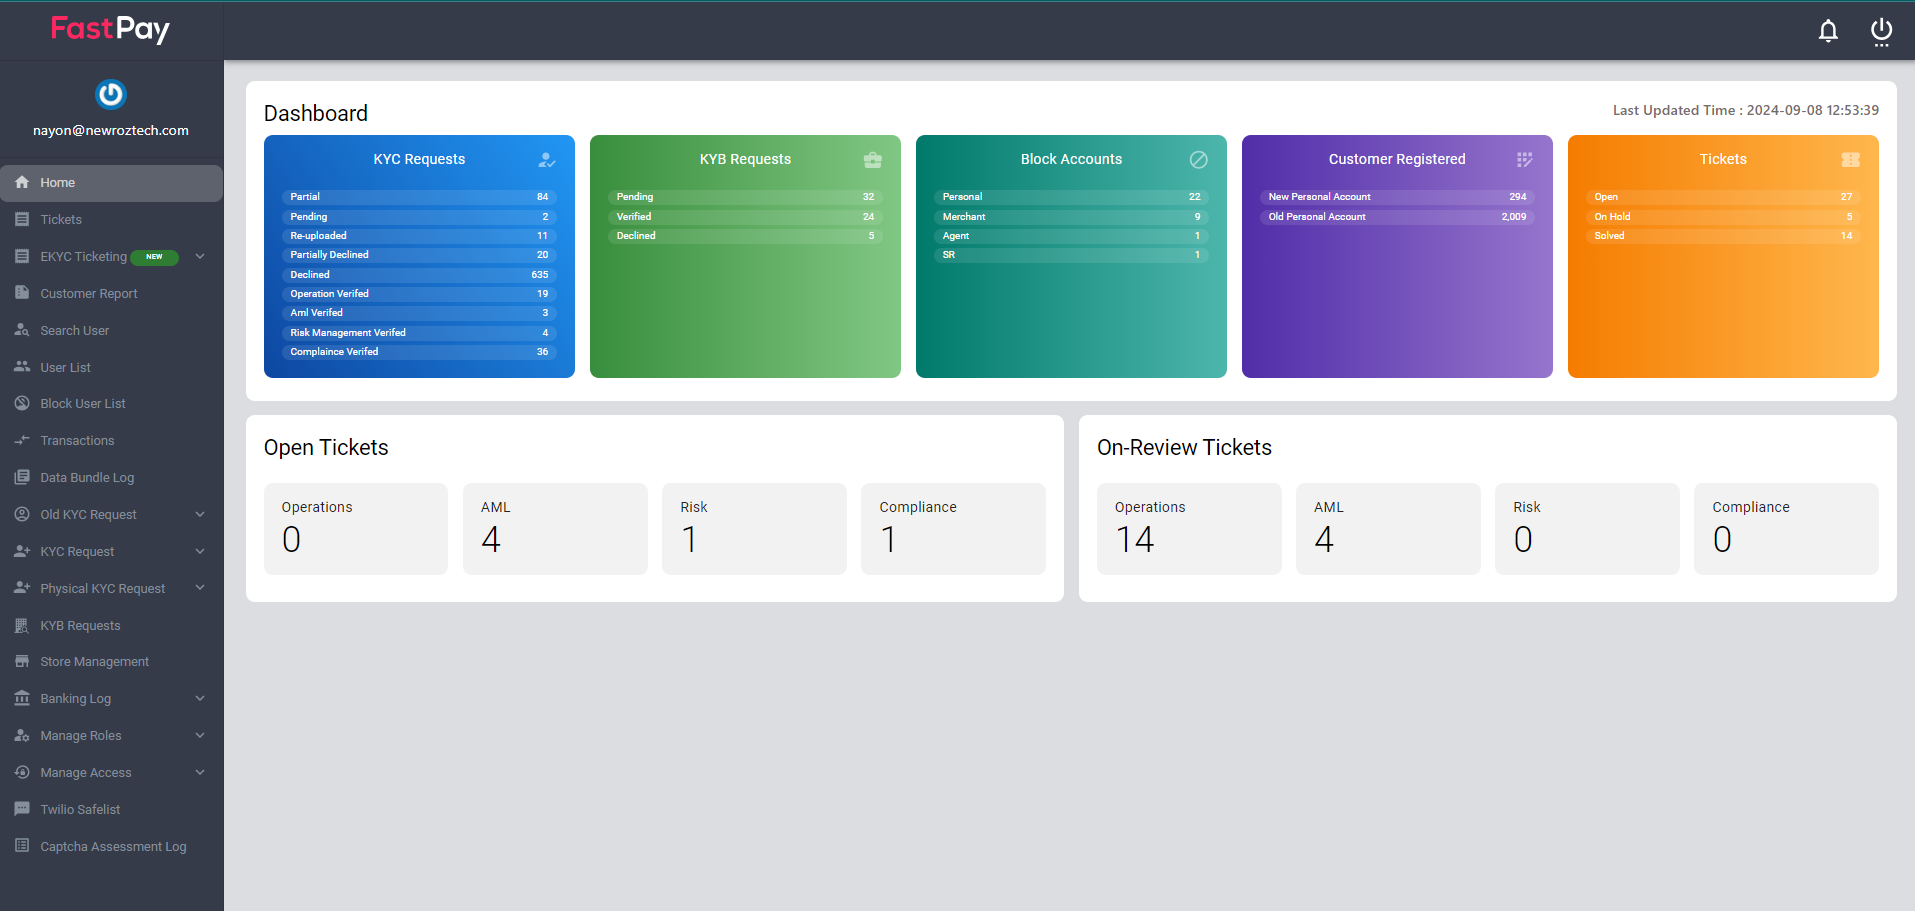 FastPay
nayon@newroztech.com
Home
Tickets
EKYC Ticketing NEW
Customer Report
Search User
User List
Block User List
Transactions
Data Bundle Log
Old KYC Request
KYC Request
Physical KYC Request
KYB Requests
Store Management
Banking Log
Manage Roles
Manage Access
Twilio Safelist
Captcha Assessment Log
Dashboard
Last Updated Time : 2024-09-08 12:53:39
KYC Requests
Partial 84
Pending 2
Re-uploaded 11
Partially Declined 20
Declined 635
Operation Verifed 19
Aml Verifed 3
Risk Management Verifed 4
Complaince Verifed 36
KYB Requests
Pending 32
Verified 24
Declined 5
Block Accounts
Personal 22
Merchant 9
Agent 1
SR 1
Customer Registered
New Personal Account 294
Old Personal Account 2,009
Tickets
Open 27
On Hold 5
Solved 14
Open Tickets
Operations
0
AML
4
Risk
1
Compliance
1
On-Review Tickets
Operations
14
AML
4
Risk
0
Compliance
0